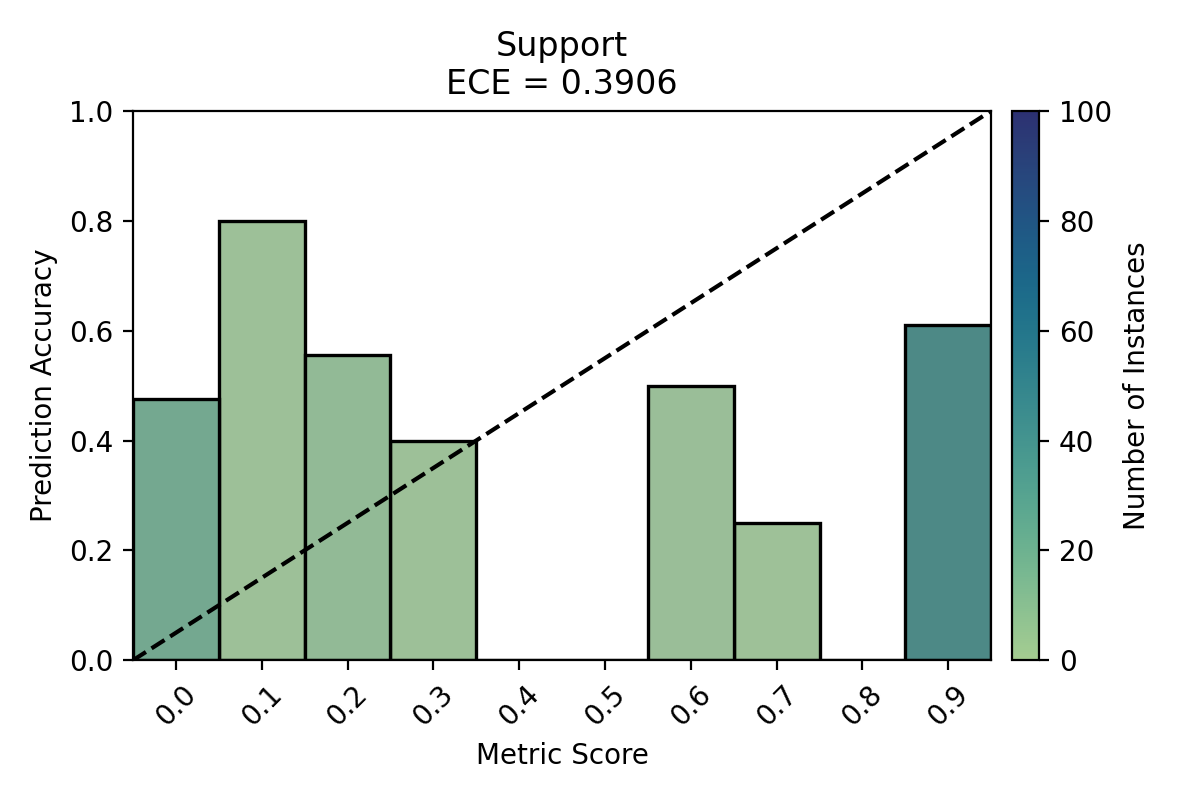 Support
ECE = 0.3906
Prediction Accuracy
1.0
0.8
0.6
0.4
0.2
0.0
0.0 0.1 0.2 0.3 0.4 0.5 0.6 0.7 0.8 0.9
Metric Score
100
80
60
40
20
0
Number of Instances